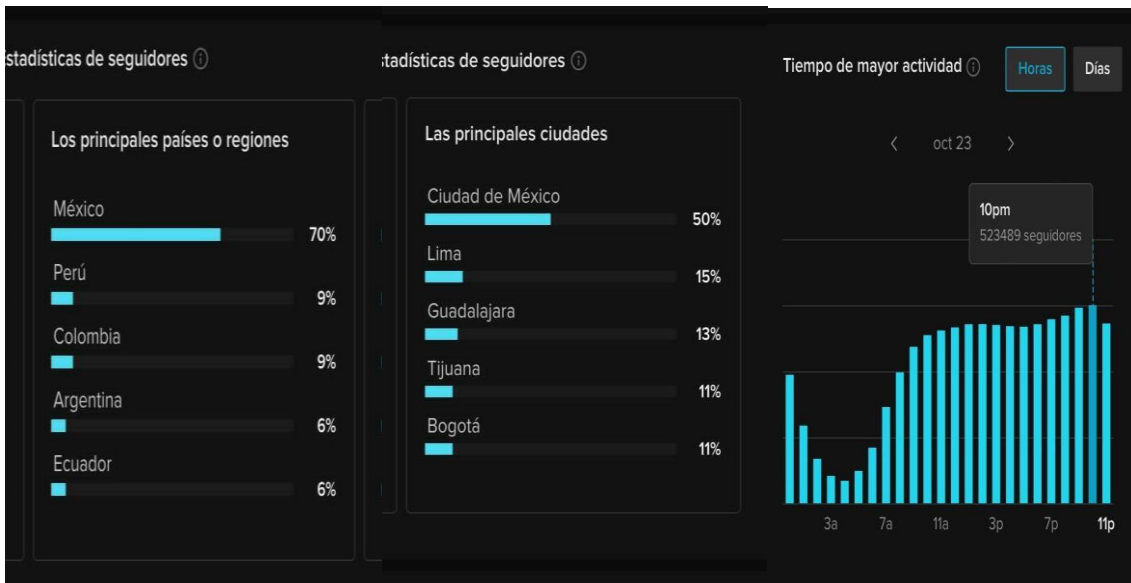 Estadísticas de seguidores
Los principales países o regiones
México
70%
Perú
9%
Colombia
9%
Argentina
6%
Ecuador
6%
tadísticas de seguidores
Las principales ciudades
Ciudad de México
50%
Lima
15%
Guadalajara
13%
Tijuana
11%
Bogotá
11%
Tiempo de mayor actividad
Horas
Días
oct 23
10pm
523489 seguidores
3a 7a 11a 3p 7p 11p